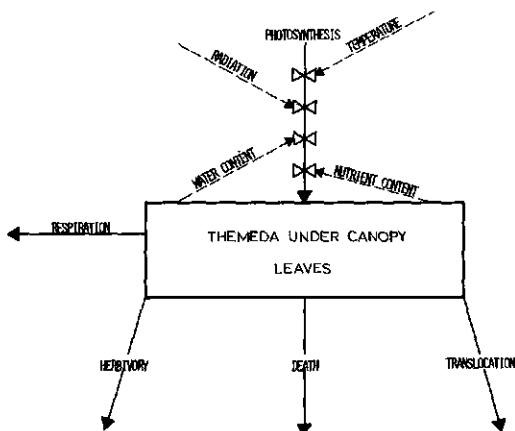 PHOTOSYNTHESIS
TEMPERATURE
RADIATION
WATER CONTENT
NUTRIENT CONTENT
RESPIRATION
THEMEDA UNDER CANOPY
LEAVES
HERBIVORY
DEATH
TRANSLOCATION